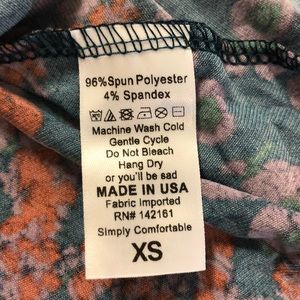 96%Spun Polyester
4% Spandex
Machine Wash Cold
Gentle Cycle
Do Not Bleach
Hang Dry
or you'll be sad
MADE IN USA
Fabric Imported
RN# 142161
Simply Comfortable
XS